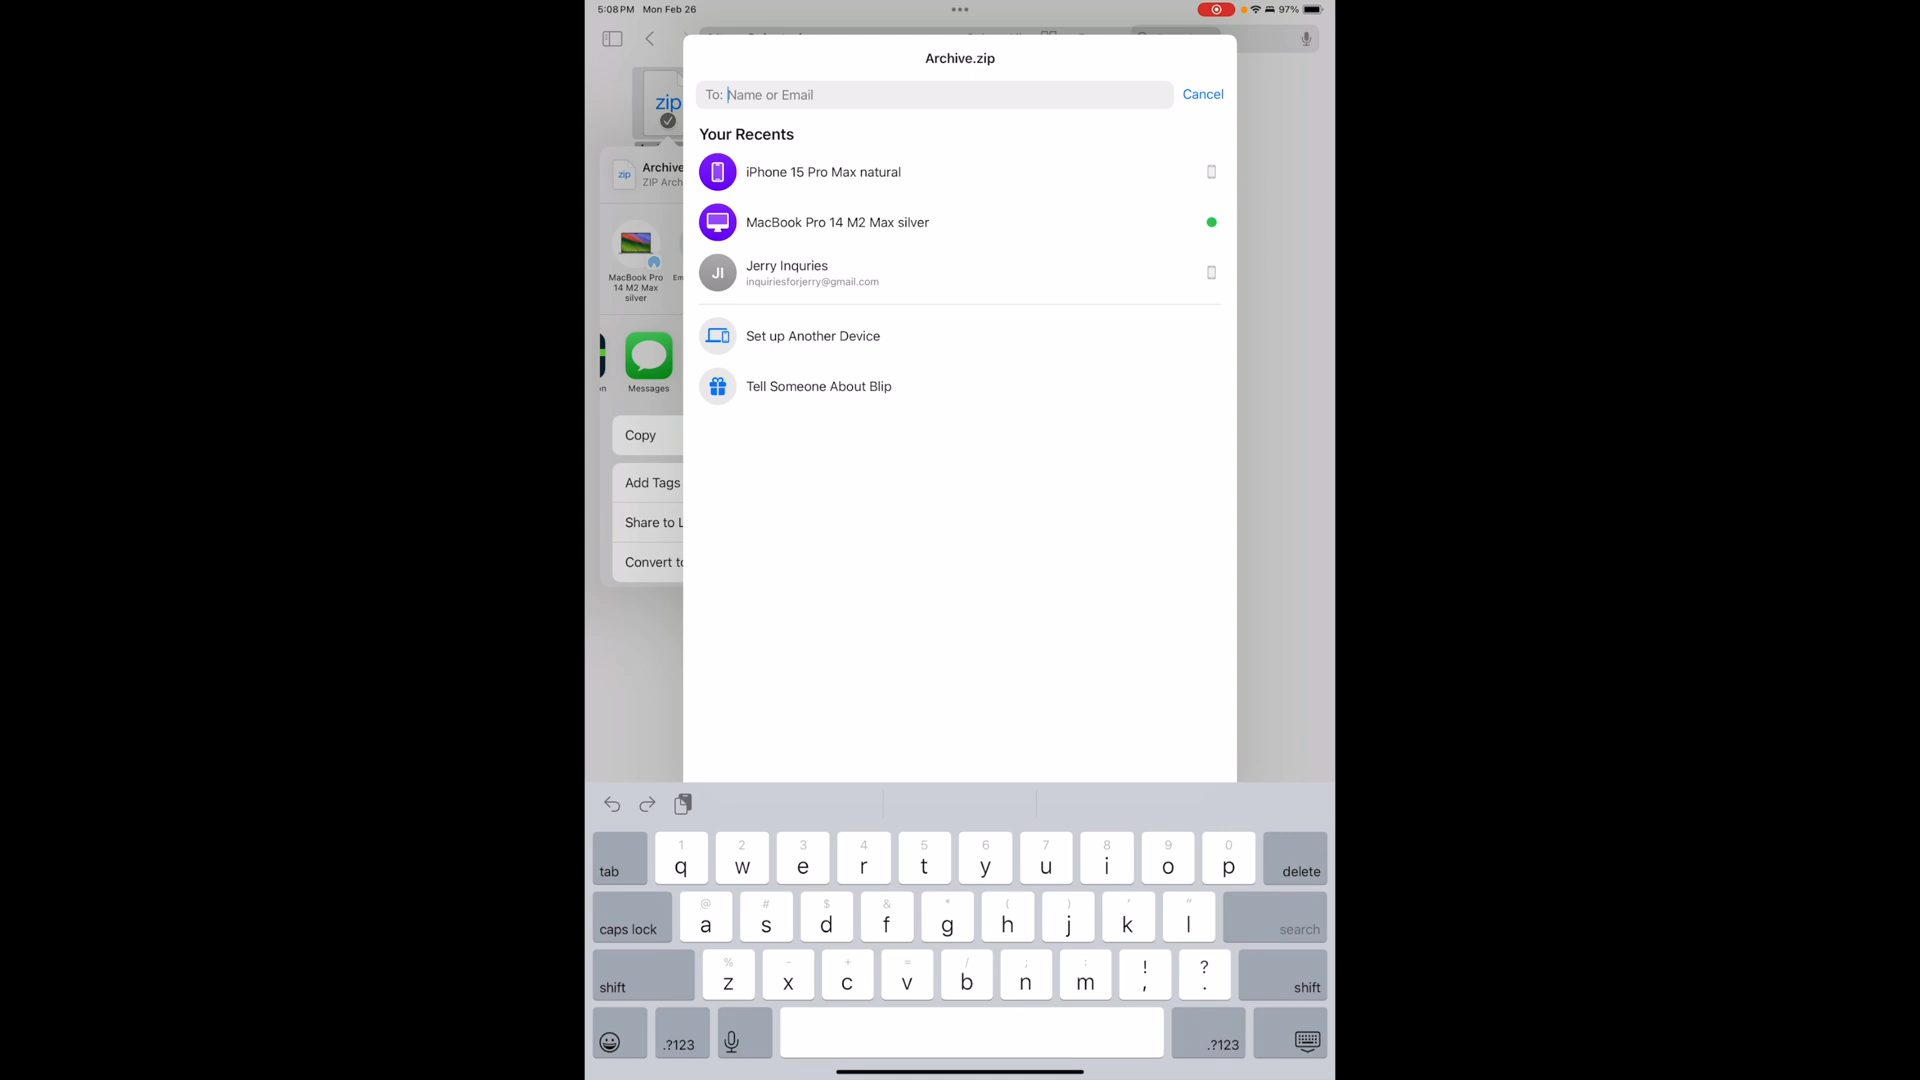 5:08 PM Mon Feb 26
97%
Archive.zip
To: Name or Email
Cancel
zip
Your Recents
iPhone 15 Pro Max natural
zip
Archive
ZIP Arch
MacBook Pro 14 M2 Max silver
JI
Jerry Inquries
inquiriesforjerry@gmail.com
MacBook Pro
14 M2 Max
silver
Em
Set up Another Device
Messages
Tell Someone About Blip
Copy
Add Tags
Share to L
Convert to
1 2 3 4 5 6 7 8 9 0
tab q w e r t y u i o p delete
@ # $ & * ( ) ' "
caps lock a s d f g h j k l search
% - + = / ; : ! ?
shift z x c v b n m , . shift
.?123 .?123